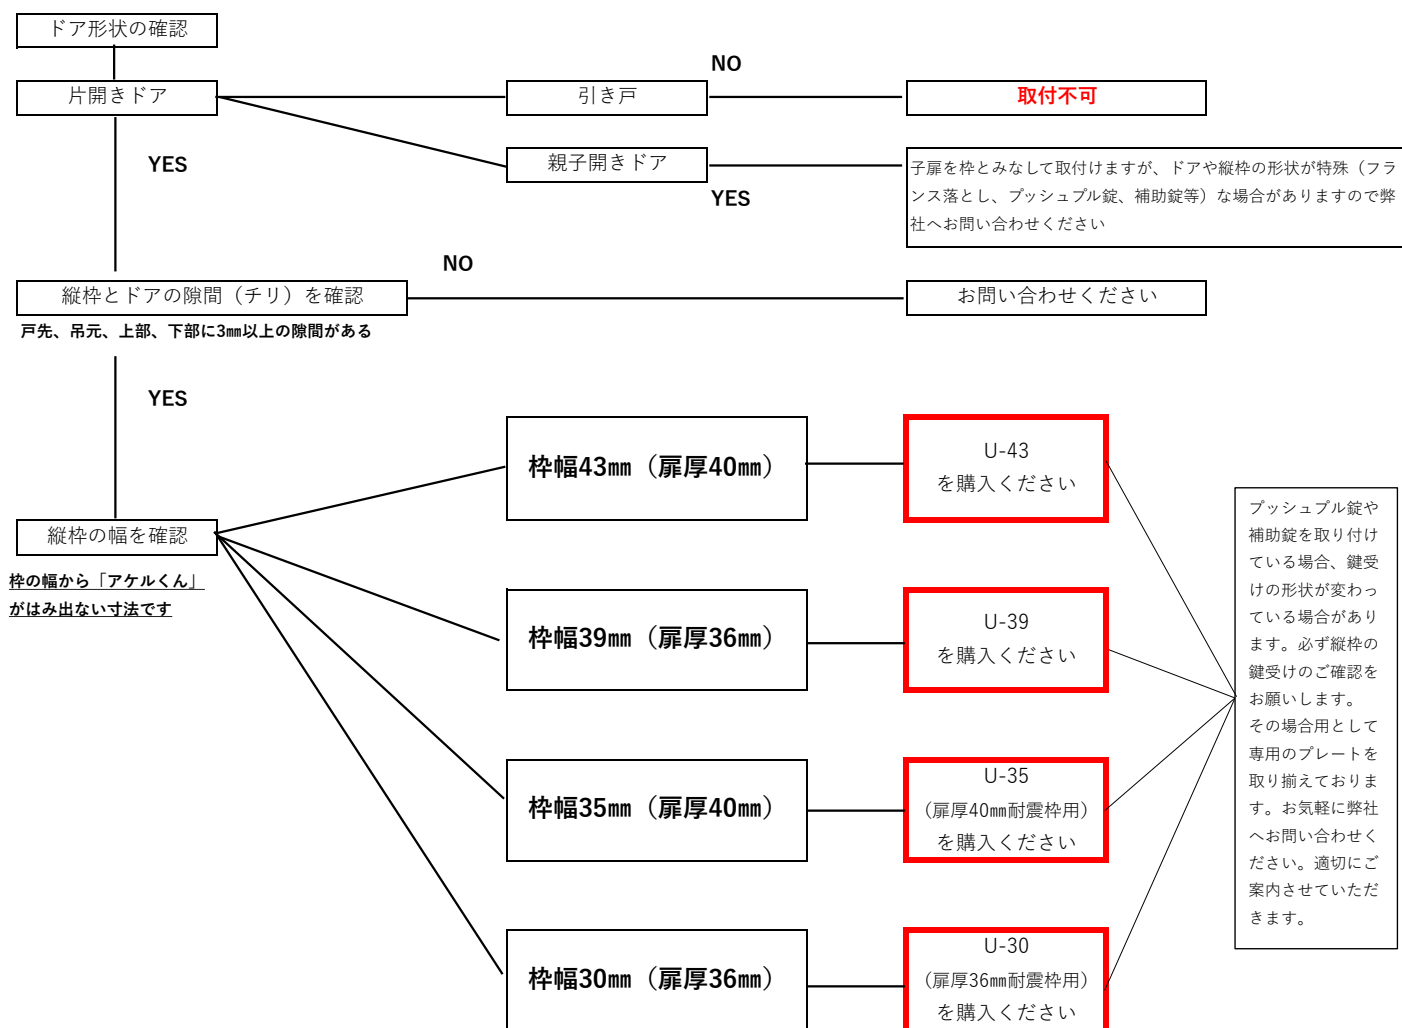 ドア形状の確認
NO
片開きドア
引き戸
取付不可
YES
親子開きドア
YES
子扉を枠とみなして取付けますが、ドアや縦枠の形状が特殊（フラ
ンス落とし、プッシュプル錠、補助錠等）な場合がありますので弊
社へお問い合わせください
NO
縦枠とドアの隙間（チリ）を確認
お問い合わせください
戸先、吊元、上部、下部に3㎜以上の隙間がある
YES
枠幅43㎜（扉厚40㎜）
U-43
を購入ください
縦枠の幅を確認
枠の幅から「アケルくん」
がはみ出ない寸法です
枠幅39㎜（扉厚36㎜）
U-39
を購入ください
枠幅35㎜（扉厚40㎜）
U-35
（扉厚40㎜耐震枠用）
を購入ください
枠幅30㎜（扉厚36㎜）
U-30
（扉厚36㎜耐震枠用）
を購入ください
プッシュプル錠や
補助錠を取り付け
ている場合、鍵受
けの形状が変わっ
ている場合があり
ます。必ず縦枠の
鍵受けのご確認を
お願いします。
その場合用として
専用のプレートを
取り揃えておりま
す。お気軽に弊社
へお問い合わせく
ださい。適切にご
案内させていただ
きます。